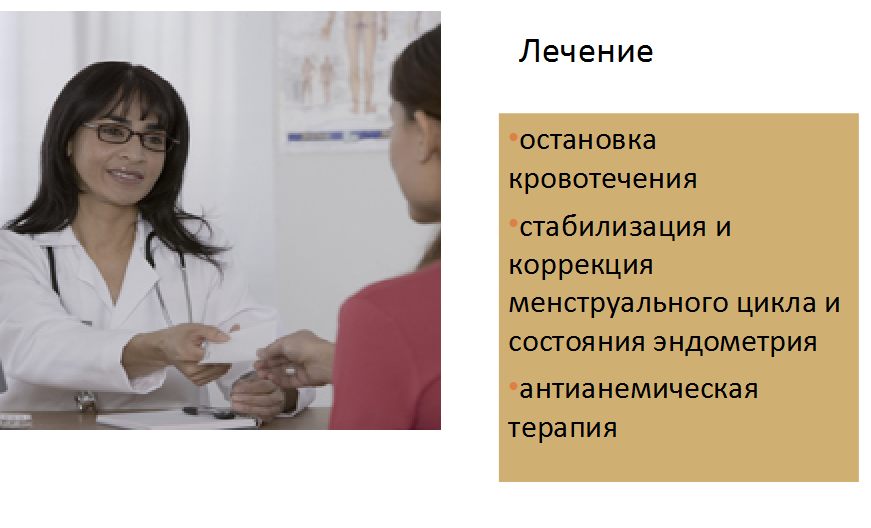 Лечение
•остановка
кровотечения
•стабилизация и
коррекция
менструального цикла и
состояния эндометрия
•антианемическая
терапия